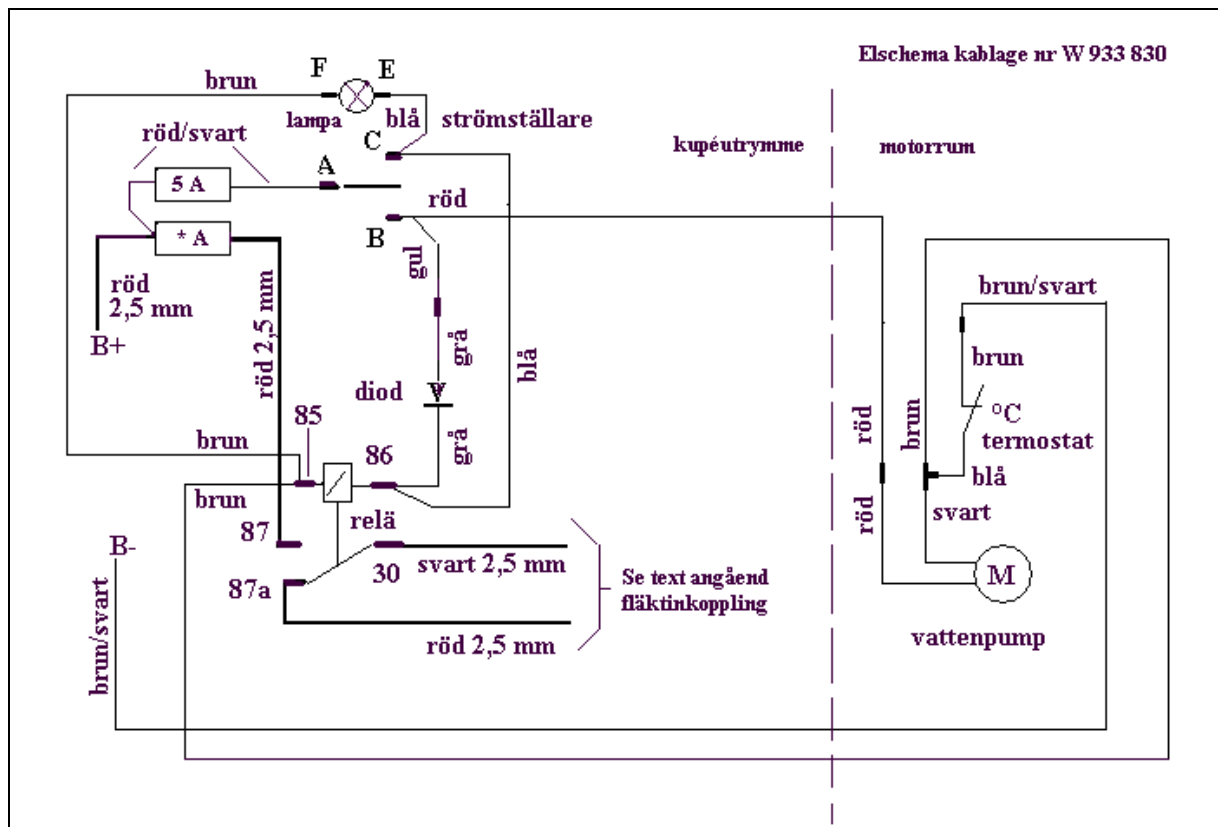 Elschema kablage nr W 933 830
F
E
brun
lampa
blå
strömställare
röd/svart
C
kupéutrymme
motorrum
A
5 A
röd
B
* A
gul
röd
2,5 mm
brun/svart
B+
röd 2,5 mm
grå
blå
brun
diod
V
°C
termostat
85
röd
brun
brun
86
grå
blå
brun
röd
svart
relä
87
B-
svart 2,5 mm
30
87a
Se text angåend
fläktinkoppling
M
röd 2,5 mm
vattenpump
brun/svart